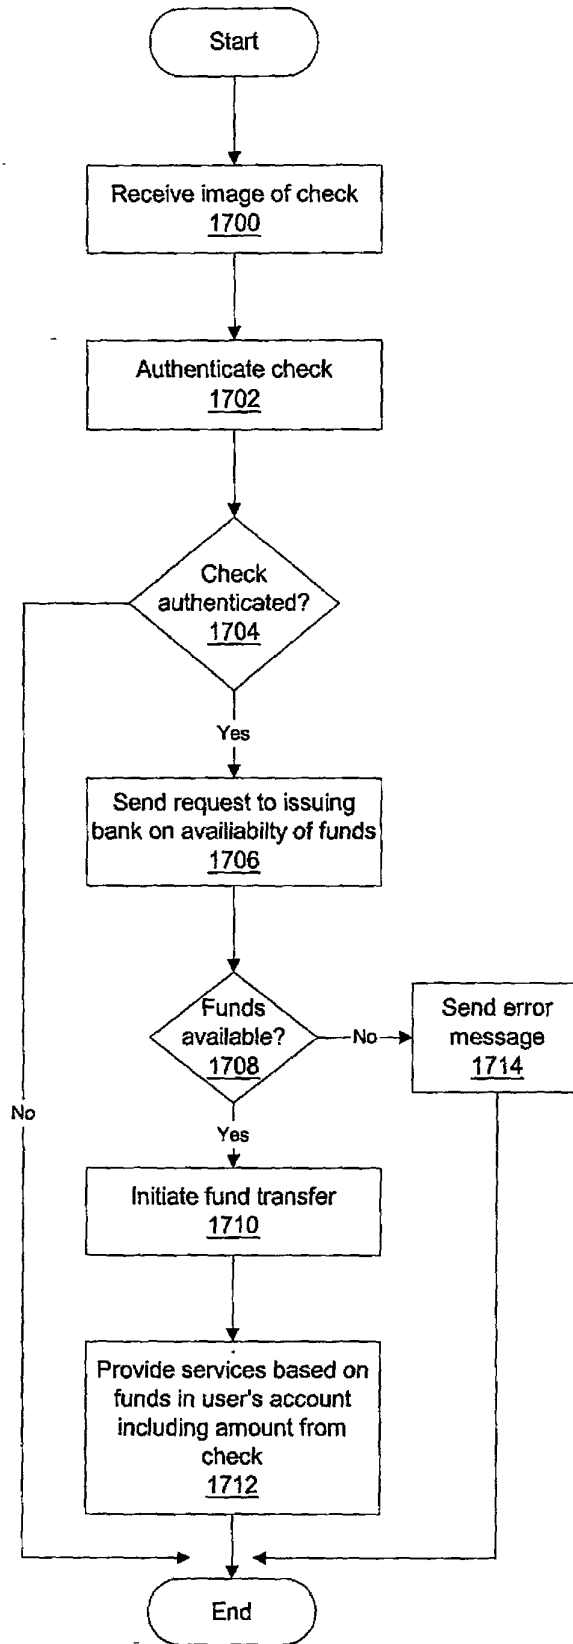 Start
Receive image of check
1700
Authenticate check
1702
Check
authenticated?
1704
Yes
Send request to issuing
bank on availiabilty of funds
1706
Funds
available?
1708
No
Send error
message
1714
No
Yes
Initiate fund transfer
1710
Provide services based on
funds in user's account
including amount from
check
1712
End